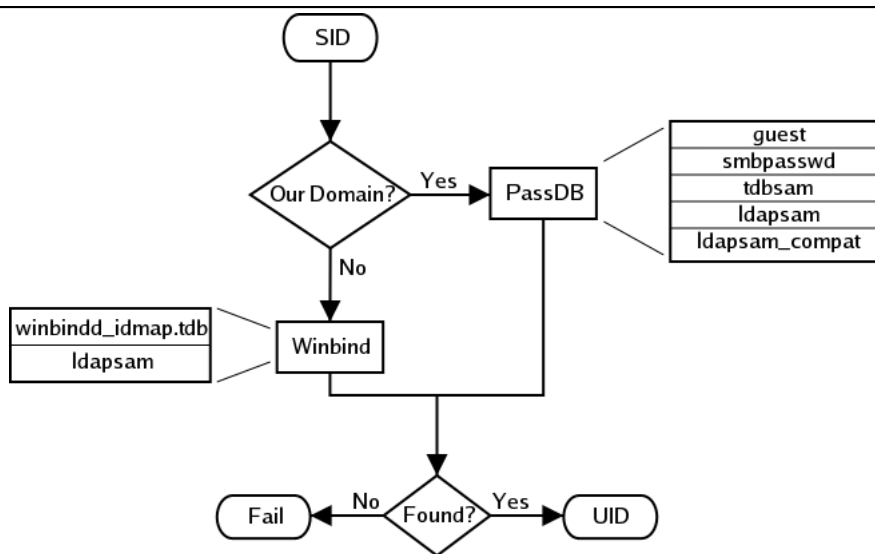 SID
Our Domain?
Yes
PassDB
guest
smbpasswd
tdbsam
ldapsam
ldapsam_compat
No
winbindd_idmap.tdb
ldapsam
Winbind
Fail
No
Found?
Yes
UID